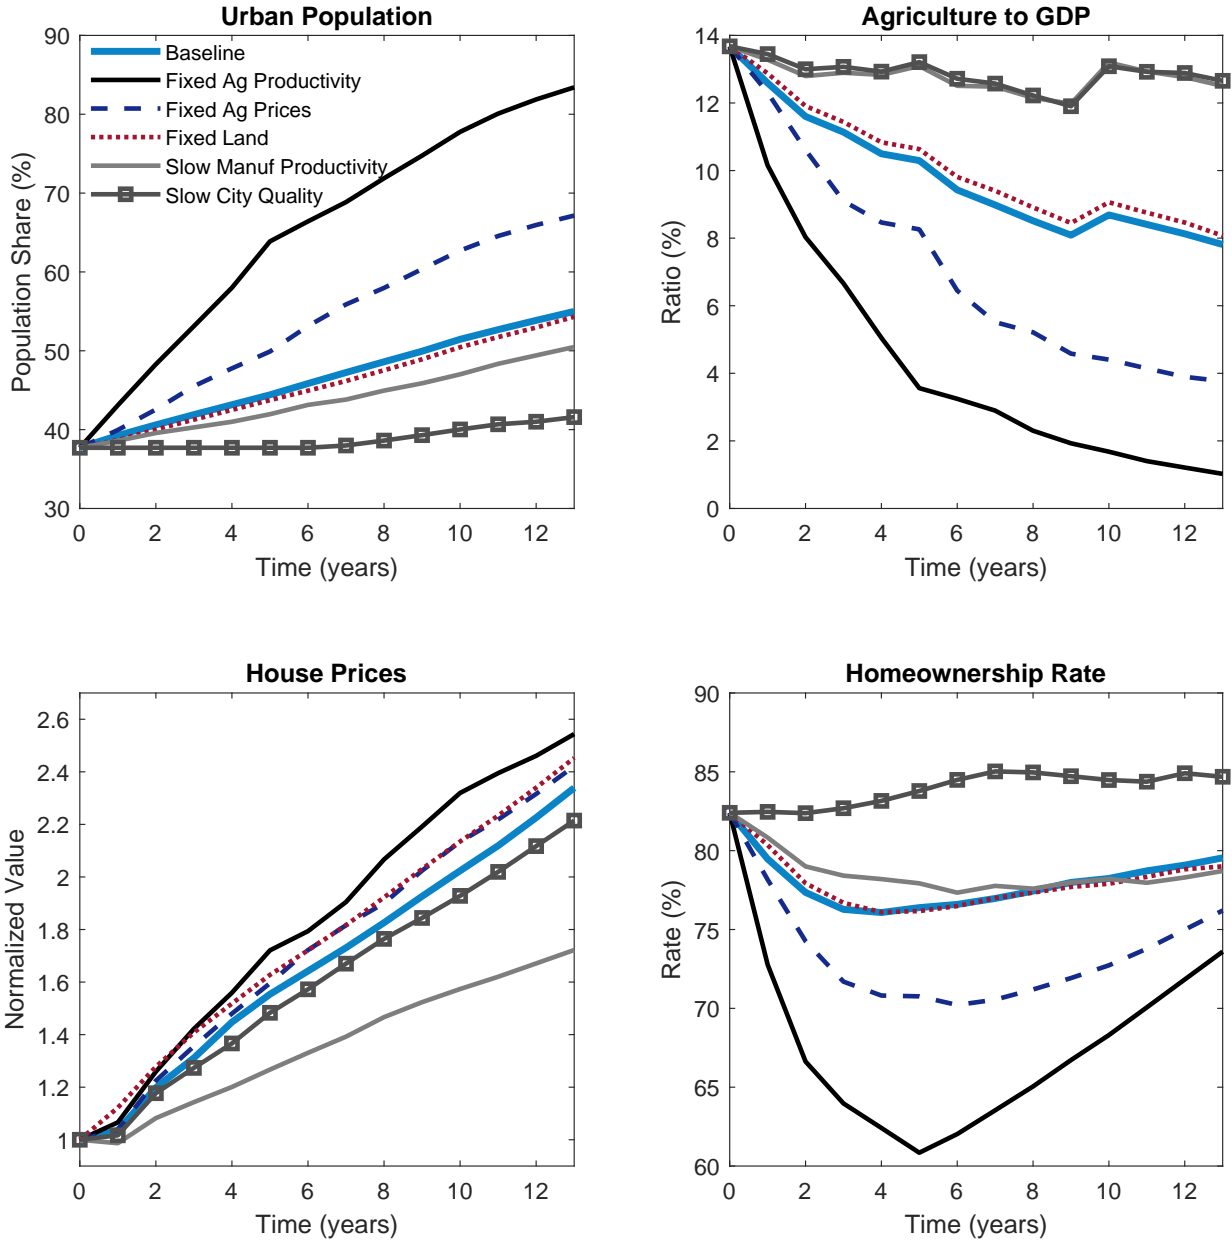 Urban Population
90
80
70
60
50
40
30
Population Share (%)
Baseline
Fixed Ag Productivity
Fixed Ag Prices
Fixed Land
Slow Manuf Productivity
Slow City Quality
0 2 4 6 8 10 12
Time (years)
Agriculture to GDP
14
12
10
8
6
4
2
0
Ratio (%)
0 2 4 6 8 10 12
Time (years)
House Prices
2.6
2.4
2.2
2
1.8
1.6
1.4
1.2
1
Normalized Value
0 2 4 6 8 10 12
Time (years)
Homeownership Rate
90
85
80
75
70
65
60
Rate (%)
0 2 4 6 8 10 12
Time (years)